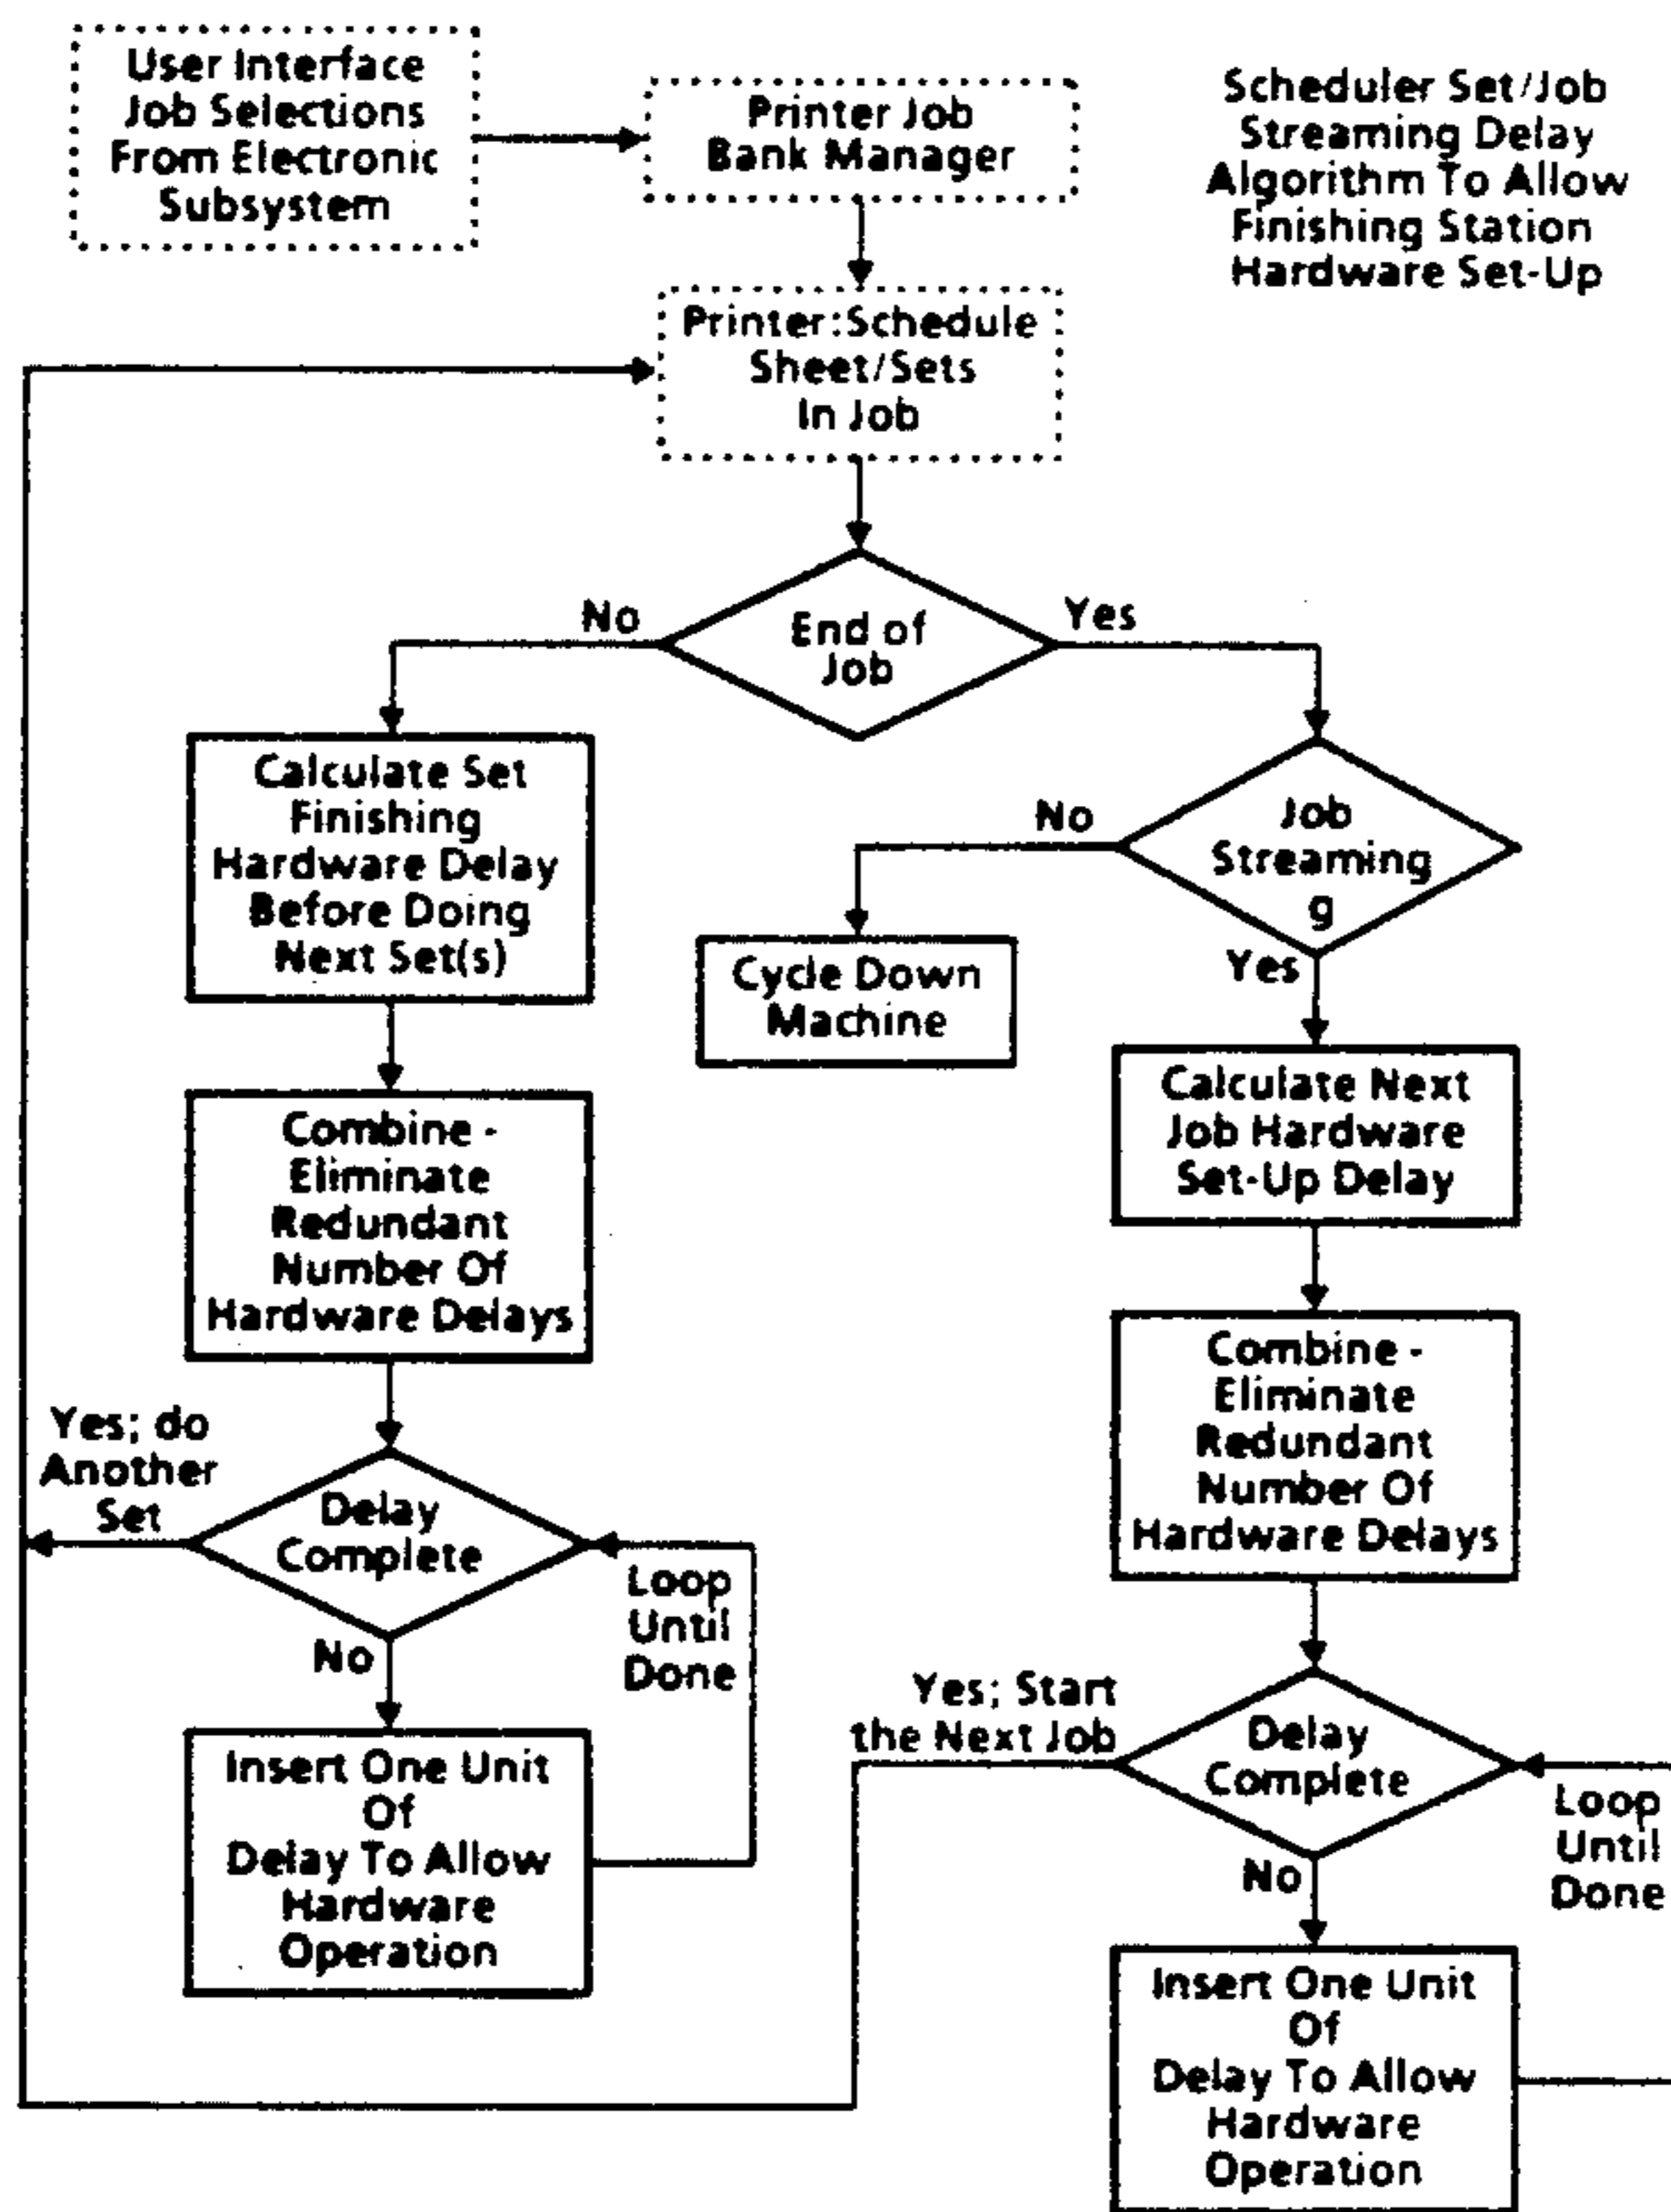 User Interface
Job Selections
From Electronic
Subsystem
Printer Job
Bank Manager
Scheduler Set/Job
Streaming Delay
Algorithm To Allow
Finishing Station
Hardware Set-Up
Printer:Schedule
Sheet/Sets
In Job
End of
Job
No
Yes
Calculate Set
Finishing
Hardware Delay
Before Doing
Next Set(s)
Job
Streaming
g
No
Yes
Cycle Down
Machine
Calculate Next
Job Hardware
Set-Up Delay
Combine -
Eliminate
Redundant
Number Of
Hardware Delays
Combine -
Eliminate
Redundant
Number Of
Hardware Delays
Yes; do
Another
Set
Delay
Complete
Loop
Until
Done
No
Insert One Unit
Of
Delay To Allow
Hardware
Operation
Yes; Start
the Next Job
Delay
Complete
Loop
Until
Done
No
Insert One Unit
Of
Delay To Allow
Hardware
Operation